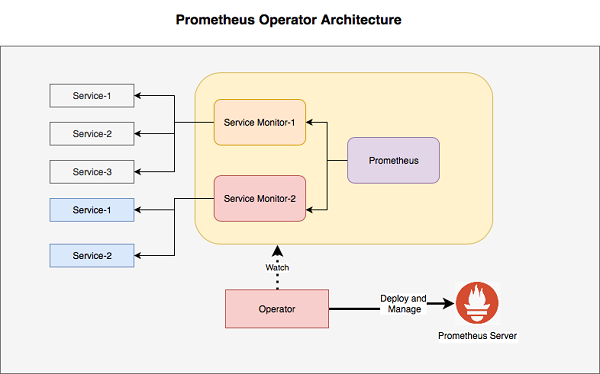 Prometheus Operator Architecture
Service-1
Service-2
Service-3
Service-1
Service-2
Service Monitor-1
Service Monitor-2
Prometheus
Watch
Operator
Deploy and
Manage
Prometheus Server